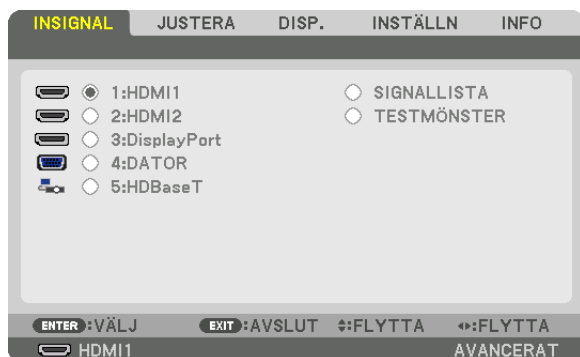 INSIGNAL JUSTERA DISP. INSTÄLLN INFO
1:HDMI1 SIGNALLISTA
2:HDMI2 TESTMÖNSTER
3:DisplayPort
4:DATOR
5:HDBaseT
ENTER:VÄLJ EXIT:AVSLUT :FLYTTA :FLYTTA
HDMI1 AVANCERAT